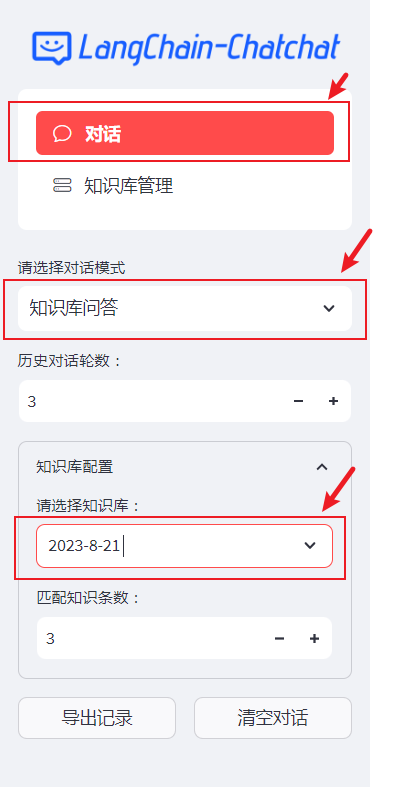 LangChain-Chatchat
对话
知识库管理
请选择对话模式
知识库问答
历史对话轮数：
3
知识库配置
请选择知识库：
2023-8-21
匹配知识条数：
3
导出记录
清空对话